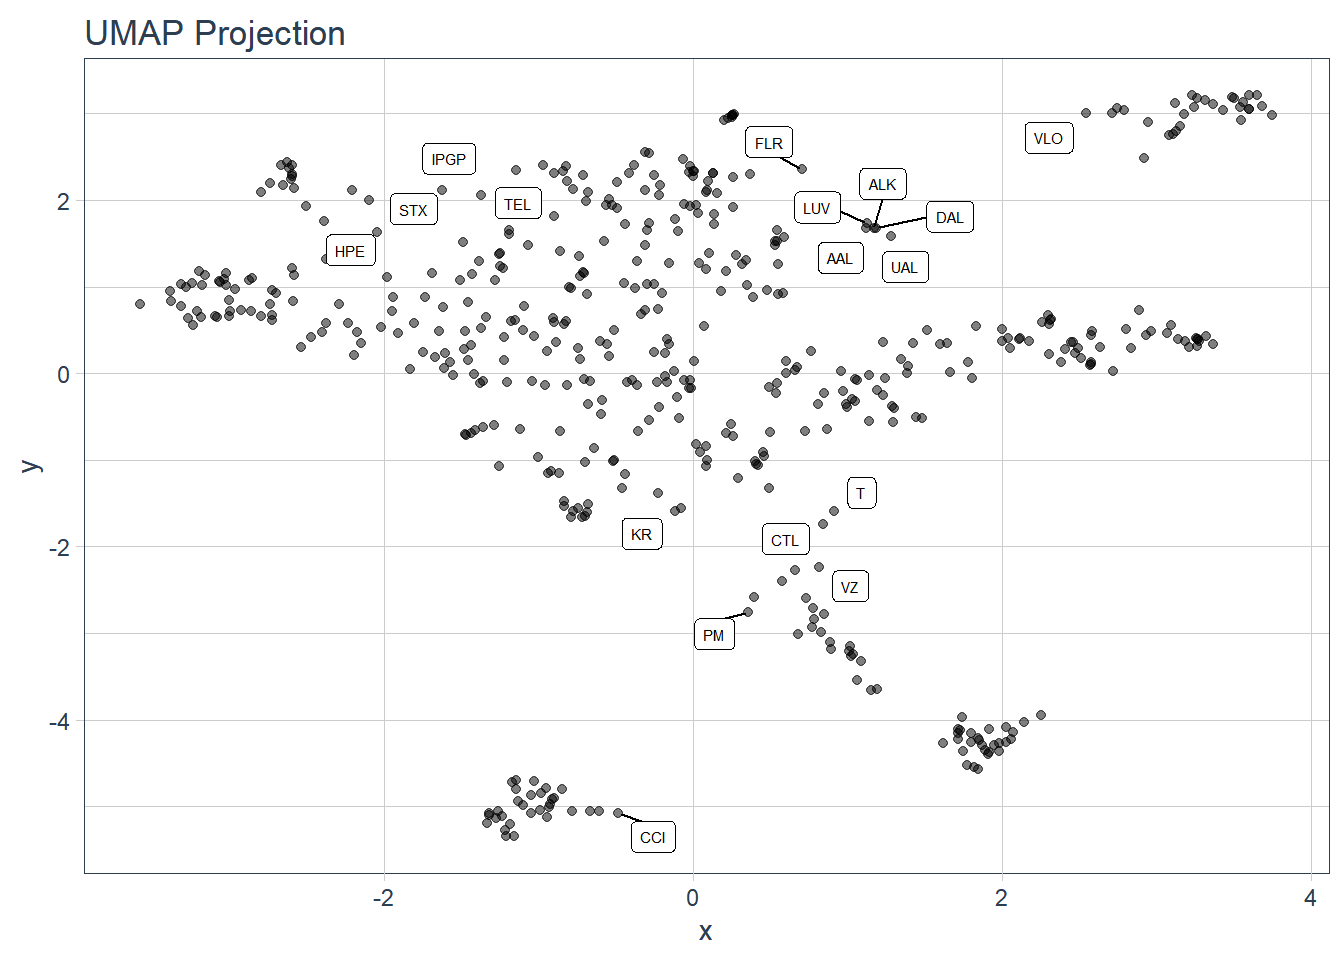 UMAP Projection
FLR
VLO
IPGP
ALK
STX
TEL
LUV
DAL
HPE
AAL
UAL
T
KR
CTL
VZ
PM
CCI
2
0
-2
-4
y
-2
0
2
4
x